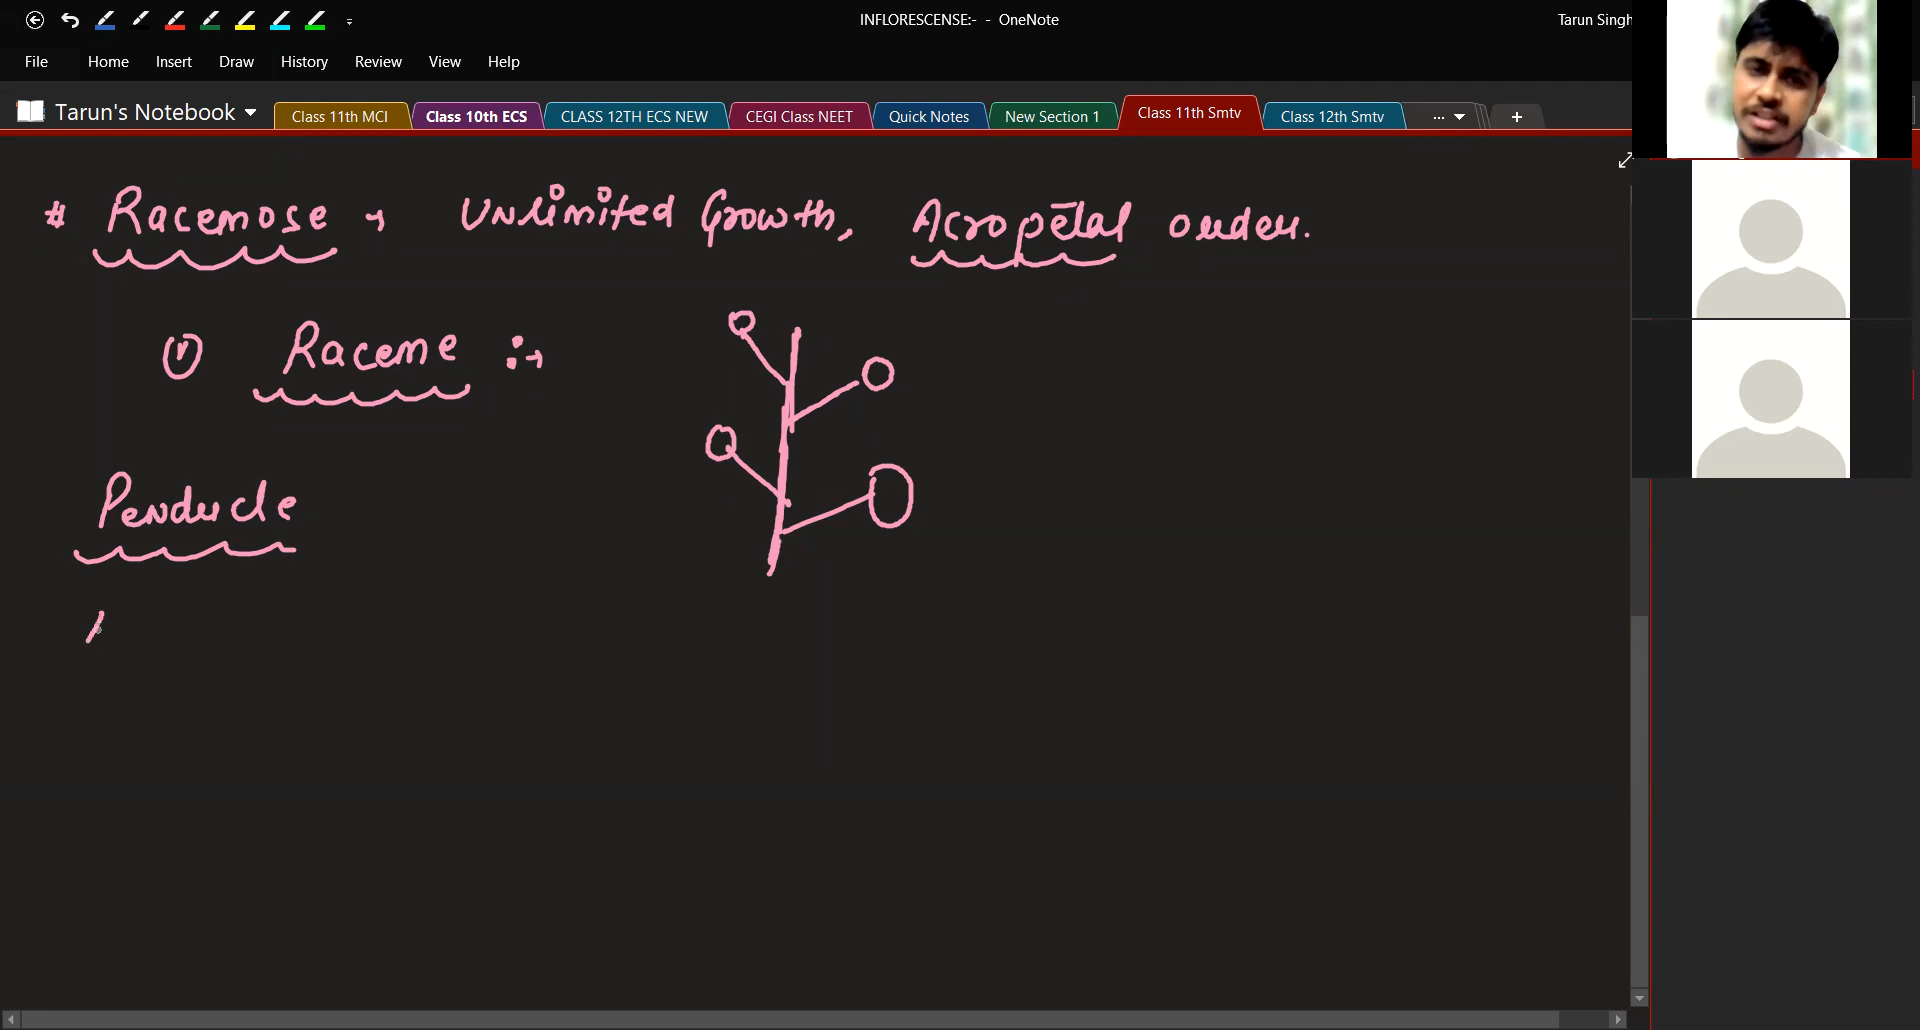 INFLORESCENSE:- - OneNote
Tarun Singh
File Home Insert Draw History Review View Help
Tarun's Notebook
Class 11th MCI
Class 10th ECS
CLASS 12TH ECS NEW
CEGI Class NEET
Quick Notes
New Section 1
Class 11th Smtv
Class 12th Smtv
...
+
# Racemose → Unlimited Growth, Acropetal order.
① Raceme :→
Penducle